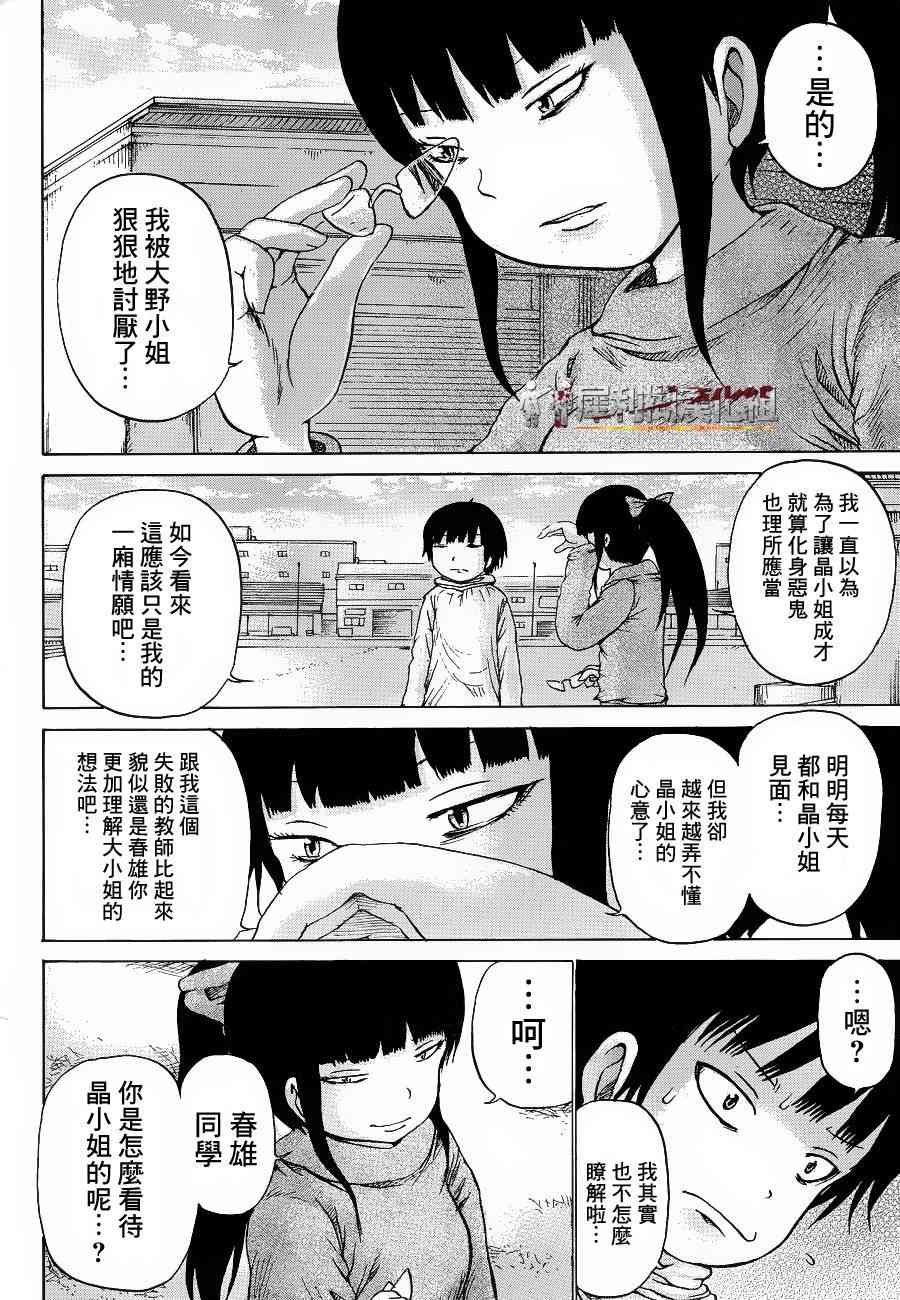 …是的…
我被大野小姐
狠狠地討厭了…
犀利
我一直以為
為了讓晶小姐成才
就算化身惡鬼
也理所應當
如今看來
這應該只是我的
一廂情願吧…
明明每天
都和晶小姐
見面…
但我卻
越來越弄不懂
晶小姐的
心意了…
跟我這個
失敗的教師比起來
貌似還是春雄你
更加理解大小姐的
想法吧…
…嗯?
我其實
也不怎麼
瞭解啦…
…呵…
春雄
同學
你是怎麼看待
晶小姐的呢…?